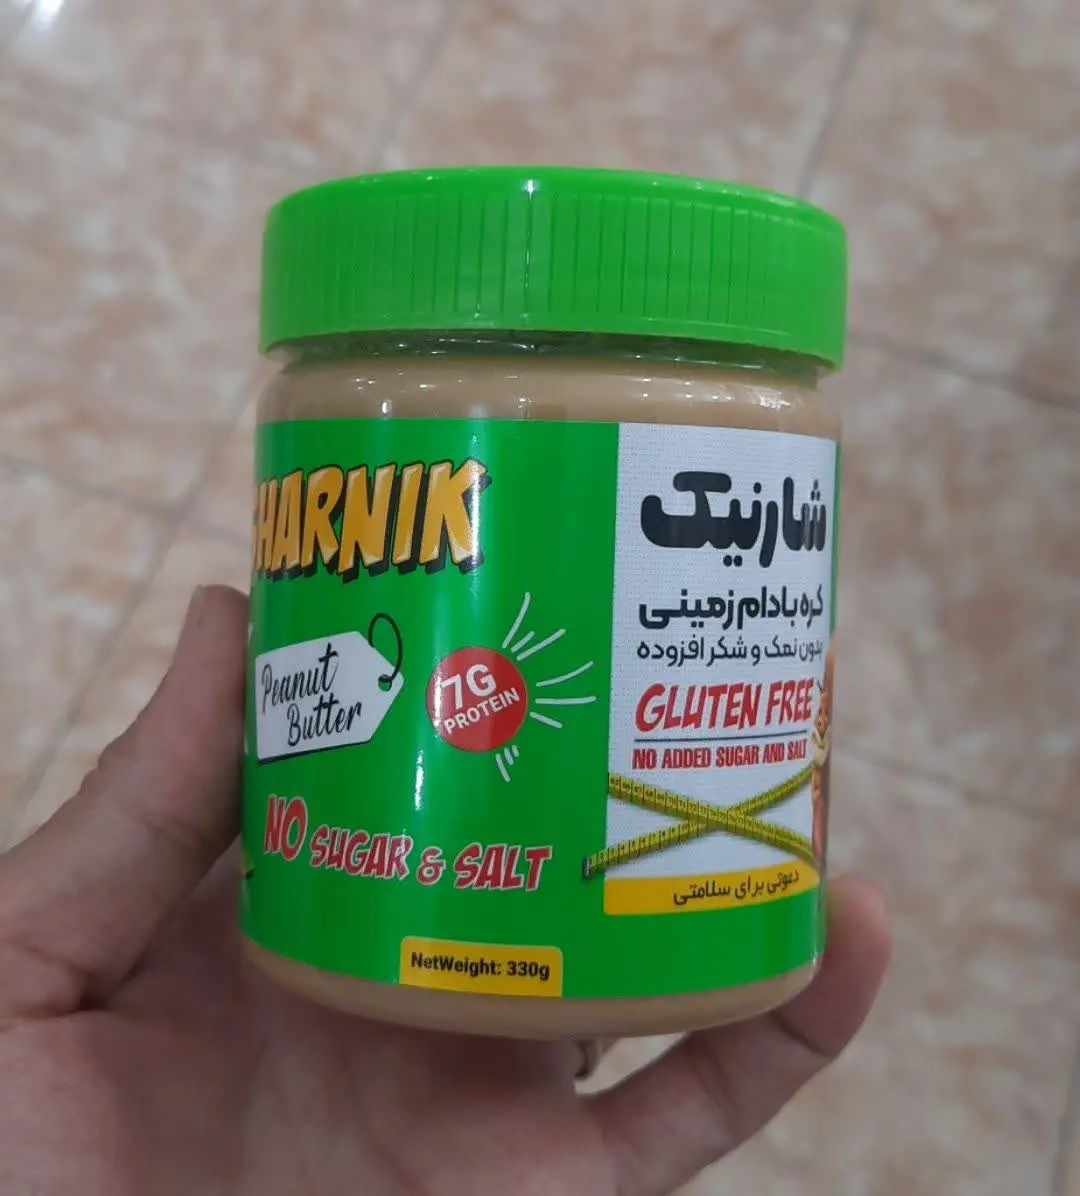 SHARNIK
Peanut
Butter
7G
PROTEIN
NO SUGAR & SALT
NetWeight: 330g
شارنیک
کره بادام زمینی
بدون نمک و شکر افزوده
GLUTEN FREE
NO ADDED SUGAR AND SALT
دعوتی برای سلامتی